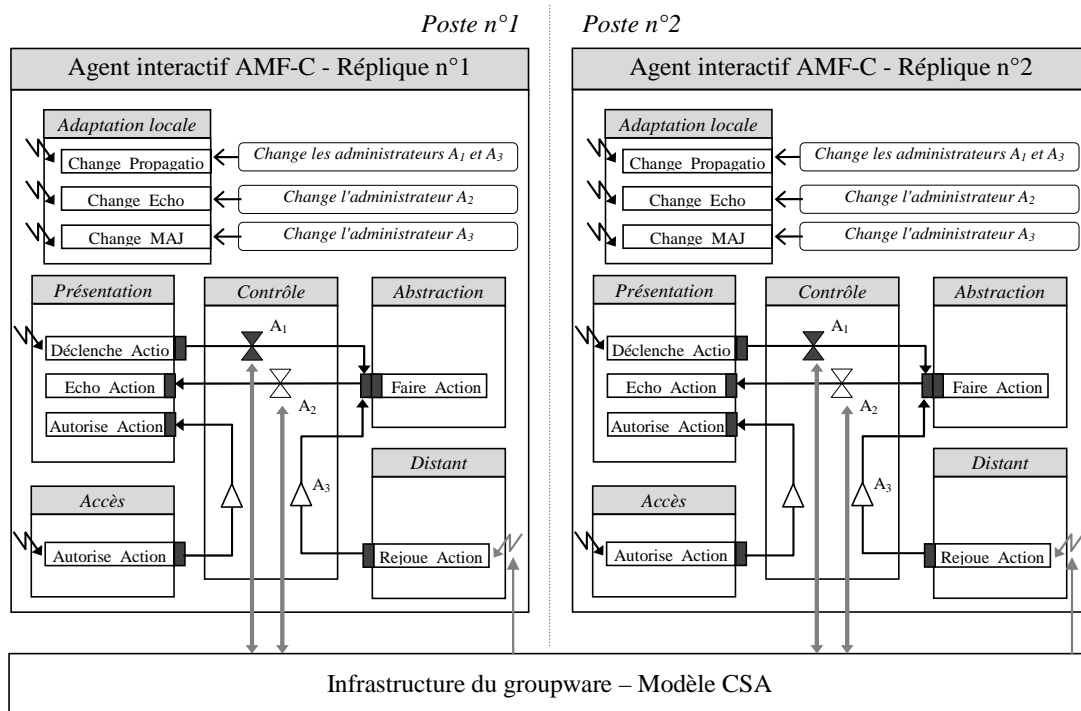 Poste n°1
Poste n°2
Agent interactif AMF-C - Réplique n°1
Adaptation locale
Change Propagatio
Change les administrateurs A1 et A3
Change Echo
Change l'administrateur A2
Change MAJ
Change l'administrateur A3
Présentation
Contrôle
Abstraction
A1
Déclenche Actio
Echo Action
Faire Action
A2
Autorise Action
Distant
Accès
A3
Autorise Action
Rejoue Action
Agent interactif AMF-C - Réplique n°2
Adaptation locale
Change Propagatio
Change les administrateurs A1 et A3
Change Echo
Change l'administrateur A2
Change MAJ
Change l'administrateur A3
Présentation
Contrôle
Abstraction
A1
Déclenche Actio
Echo Action
Faire Action
A2
Autorise Action
Distant
Accès
A3
Autorise Action
Rejoue Action
Infrastructure du groupware – Modèle CSA